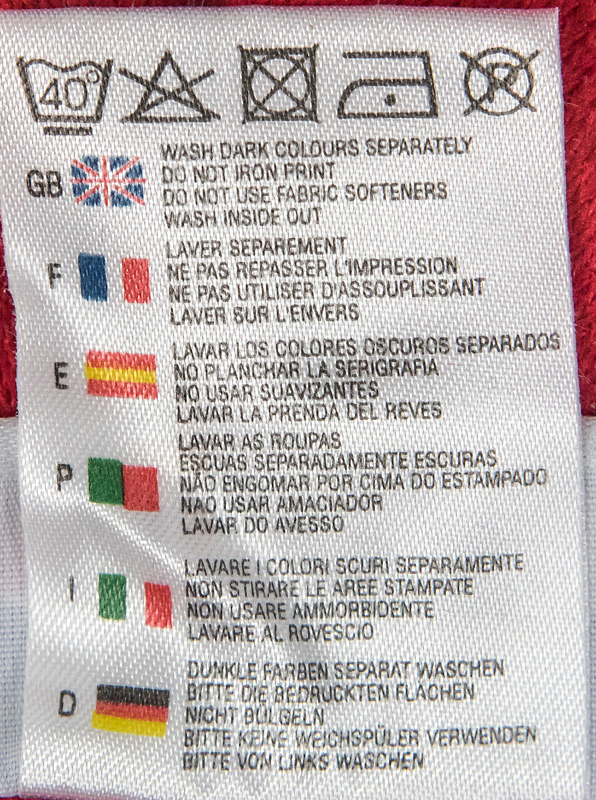 40°
P
GB
WASH DARK COLOURS SEPARATELY
DO NOT IRON PRINT
DO NOT USE FABRIC SOFTENERS
WASH INSIDE OUT
F
LAVER SEPAREMENT
NE PAS REPASSER L'IMPRESSION
NE PAS UTILISER D'ASSOUPLISSANT
LAVER SUR L'ENVERS
E
LAVAR LOS COLORES OSCUROS SEPARADOS
NO PLANCHAR LA SERIGRAFIA
NO USAR SUAVIZANTES
LAVAR LA PRENDA DEL REVES
P
LAVAR AS ROUPAS
ESCUAS SEPARADAMENTE ESCURAS
NÃO ENGOMAR POR CIMA DO ESTAMPADO
NAO USAR AMACIADOR
LAVAR DO AVESSO
I
LAVARE I COLORI SCURI SEPARAMENTE
NON STIRARE LE AREE STAMPATE
NON USARE AMMORBIDENTE
LAVARE AL ROVESCIO
D
DUNKLE FARBEN SEPARAT WASCHEN
BITTE DIE BEDRUCKTEN FLÄCHEN
NICHT BÜLGELN
BITTE KEINE WEICHSPÜLER VERWENDEN
BITTE VON LINKS WASCHEN